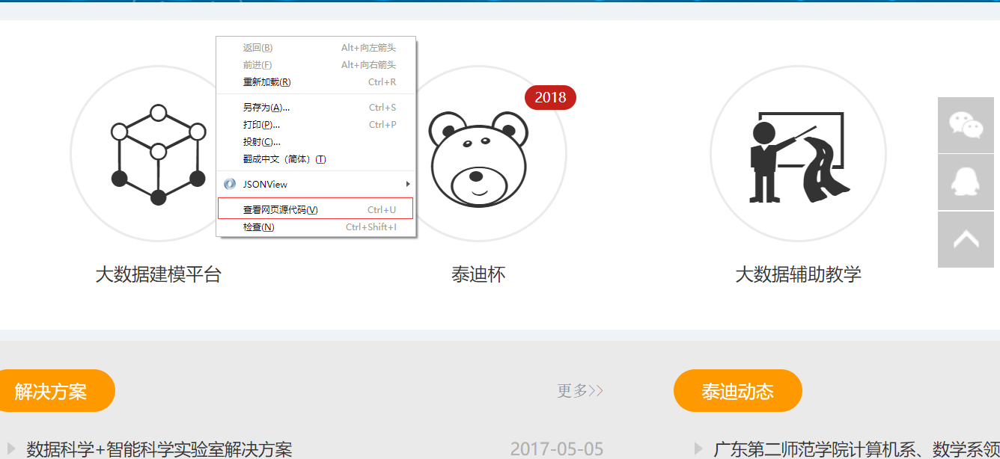 返回(B) Alt+向左箭头
前进(F) Alt+向右箭头
重新加载(R) Ctrl+R
另存为(A)... Ctrl+S
打印(P)... Ctrl+P
投射(C)...
翻成中文（简体）(T)
JSONView
查看网页源代码(V) Ctrl+U
检查(N) Ctrl+Shift+I
2018
大数据建模平台 泰迪杯 大数据辅助教学
解决方案 更多>> 泰迪动态
数据科学+智能科学实验室解决方案 2017-05-05 广东第二师范学院计算机系、数学系领